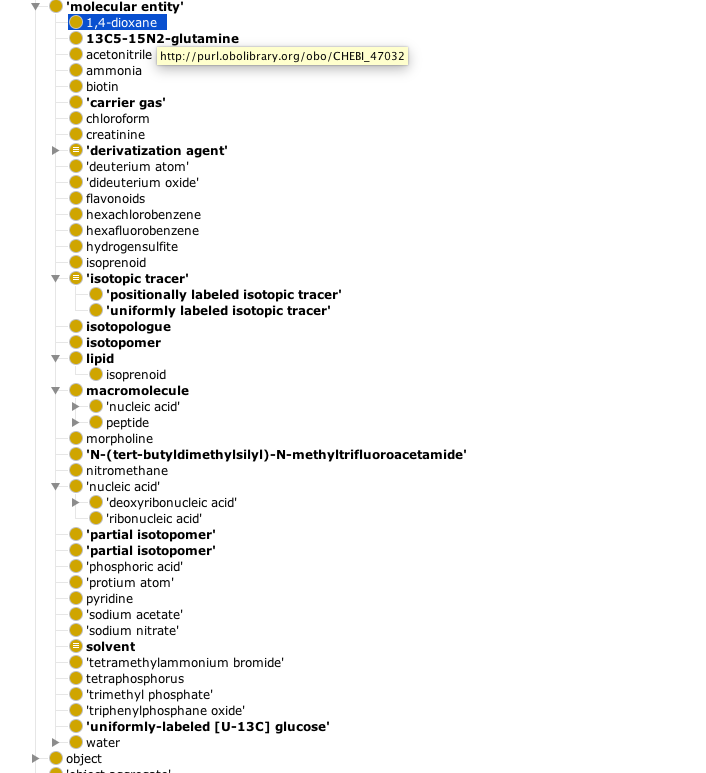 'molecular entity'
1,4-dioxane
13C5-15N2-glutamine
acetonitrile
http://purl.obolibrary.org/obo/CHEBI_47032
ammonia
biotin
'carrier gas'
chloroform
creatinine
'derivatization agent'
'deuterium atom'
'dideuterium oxide'
flavonoids
hexachlorobenzene
hexafluorobenzene
hydrogensulfite
isoprenoid
'isotopic tracer'
'positionally labeled isotopic tracer'
'uniformly labeled isotopic tracer'
isotopologue
isotopomer
lipid
isoprenoid
macromolecule
'nucleic acid'
peptide
morpholine
'N-(tert-butyldimethylsilyl)-N-methyltrifluoroacetamide'
nitromethane
'nucleic acid'
'deoxyribonucleic acid'
'ribonucleic acid'
'partial isotopomer'
'partial isotopomer'
'phosphoric acid'
'protium atom'
pyridine
'sodium acetate'
'sodium nitrate'
solvent
'tetramethylammonium bromide'
tetraphosphorus
'trimethyl phosphate'
'triphenylphosphane oxide'
'uniformly-labeled [U-13C] glucose'
water
object
'object aggregate'